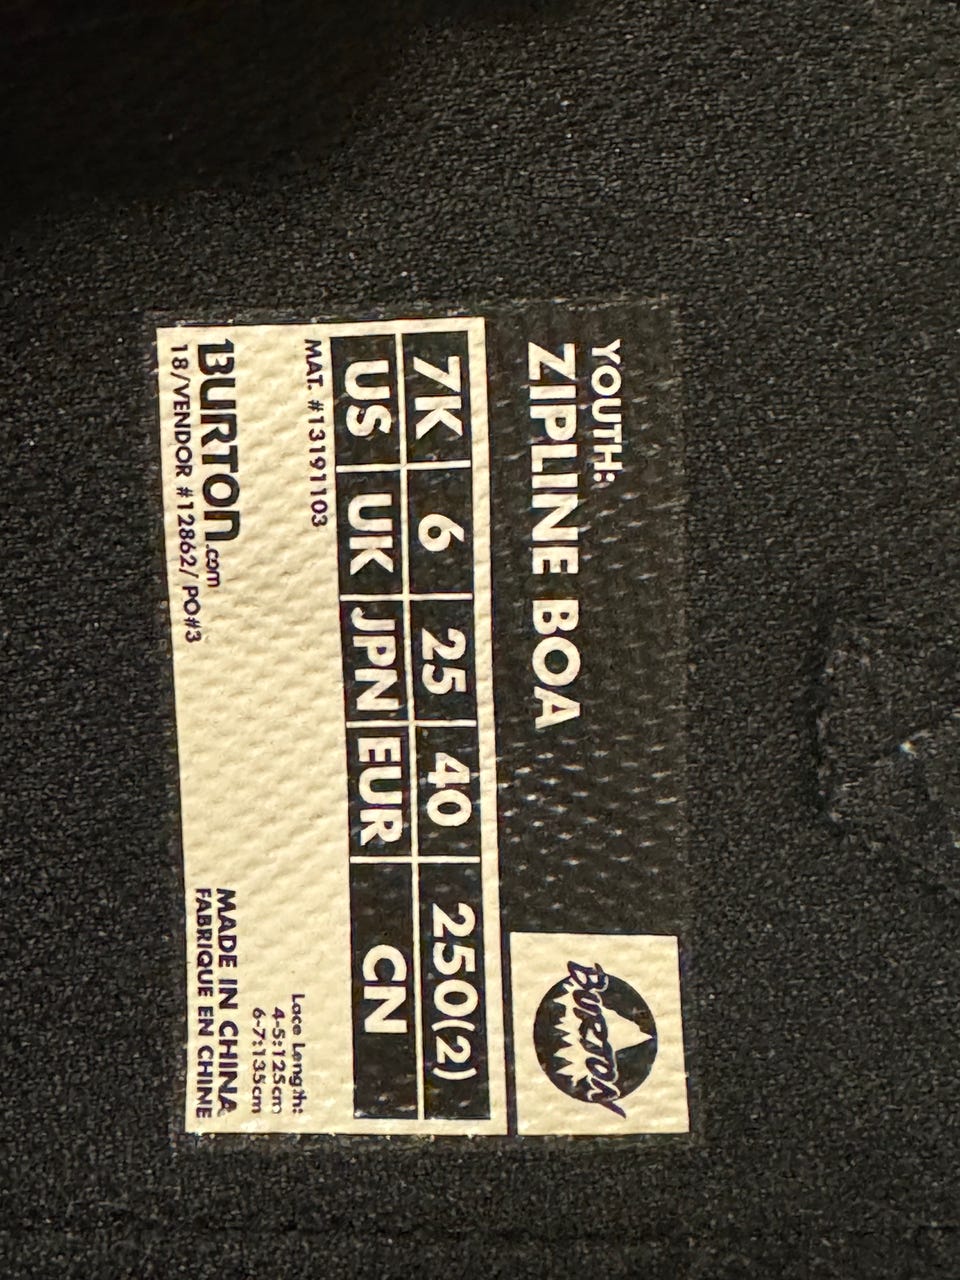 YOUTH:
ZIPLINE BOA
BURTON
7K 6 25 40 250(2)
US UK JPN EUR CN
MAT. #13191103
Lace Length:
4-5:125cm
6-7:135cm
BURTON.com
18/VENDOR #12862/ PO#3
MADE IN CHINA
FABRIQUE EN CHINE